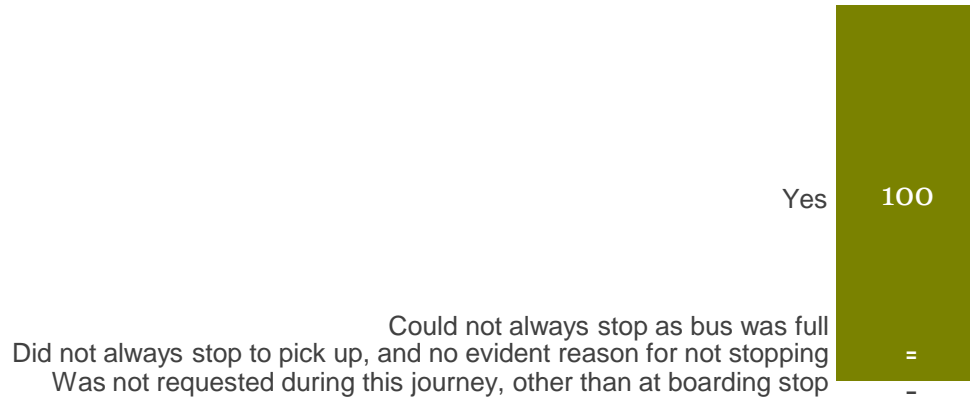 Yes 100
Could not always stop as bus was full
Did not always stop to pick up, and no evident reason for not stopping -
Was not requested during this journey, other than at boarding stop -